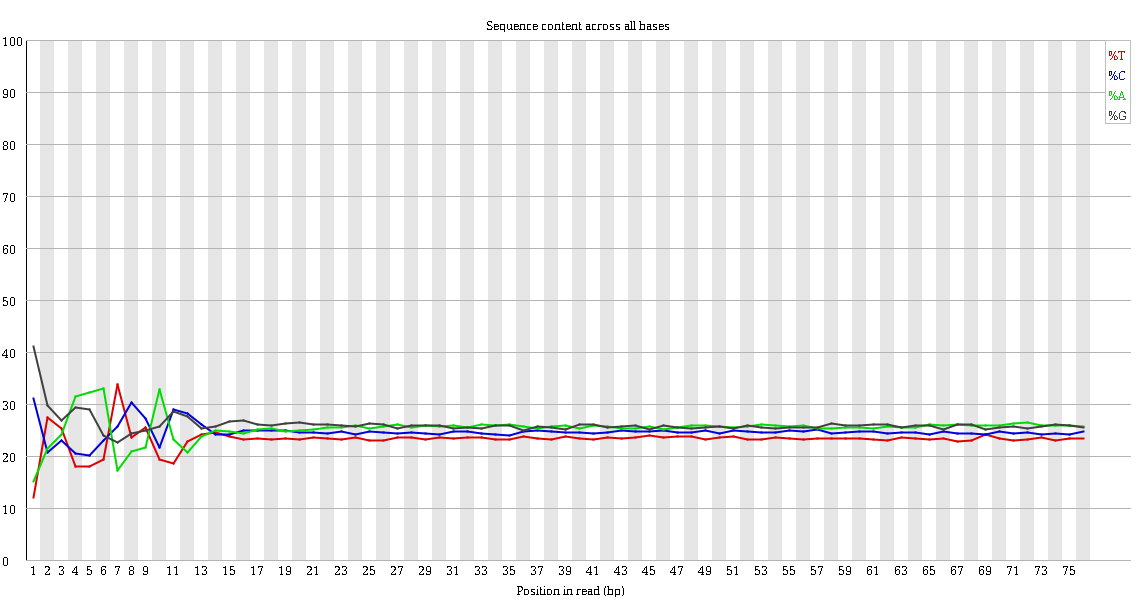 Sequence content across all bases
100
90
80
70
60
50
40
30
20
10
0
%T
%C
%A
%G
1 2 3 4 5 6 7 8 9 11 13 15 17 19 21 23 25 27 29 31 33 35 37 39 41 43 45 47 49 51 53 55 57 59 61 63 65 67 69 71 73 75
Position in read (bp)